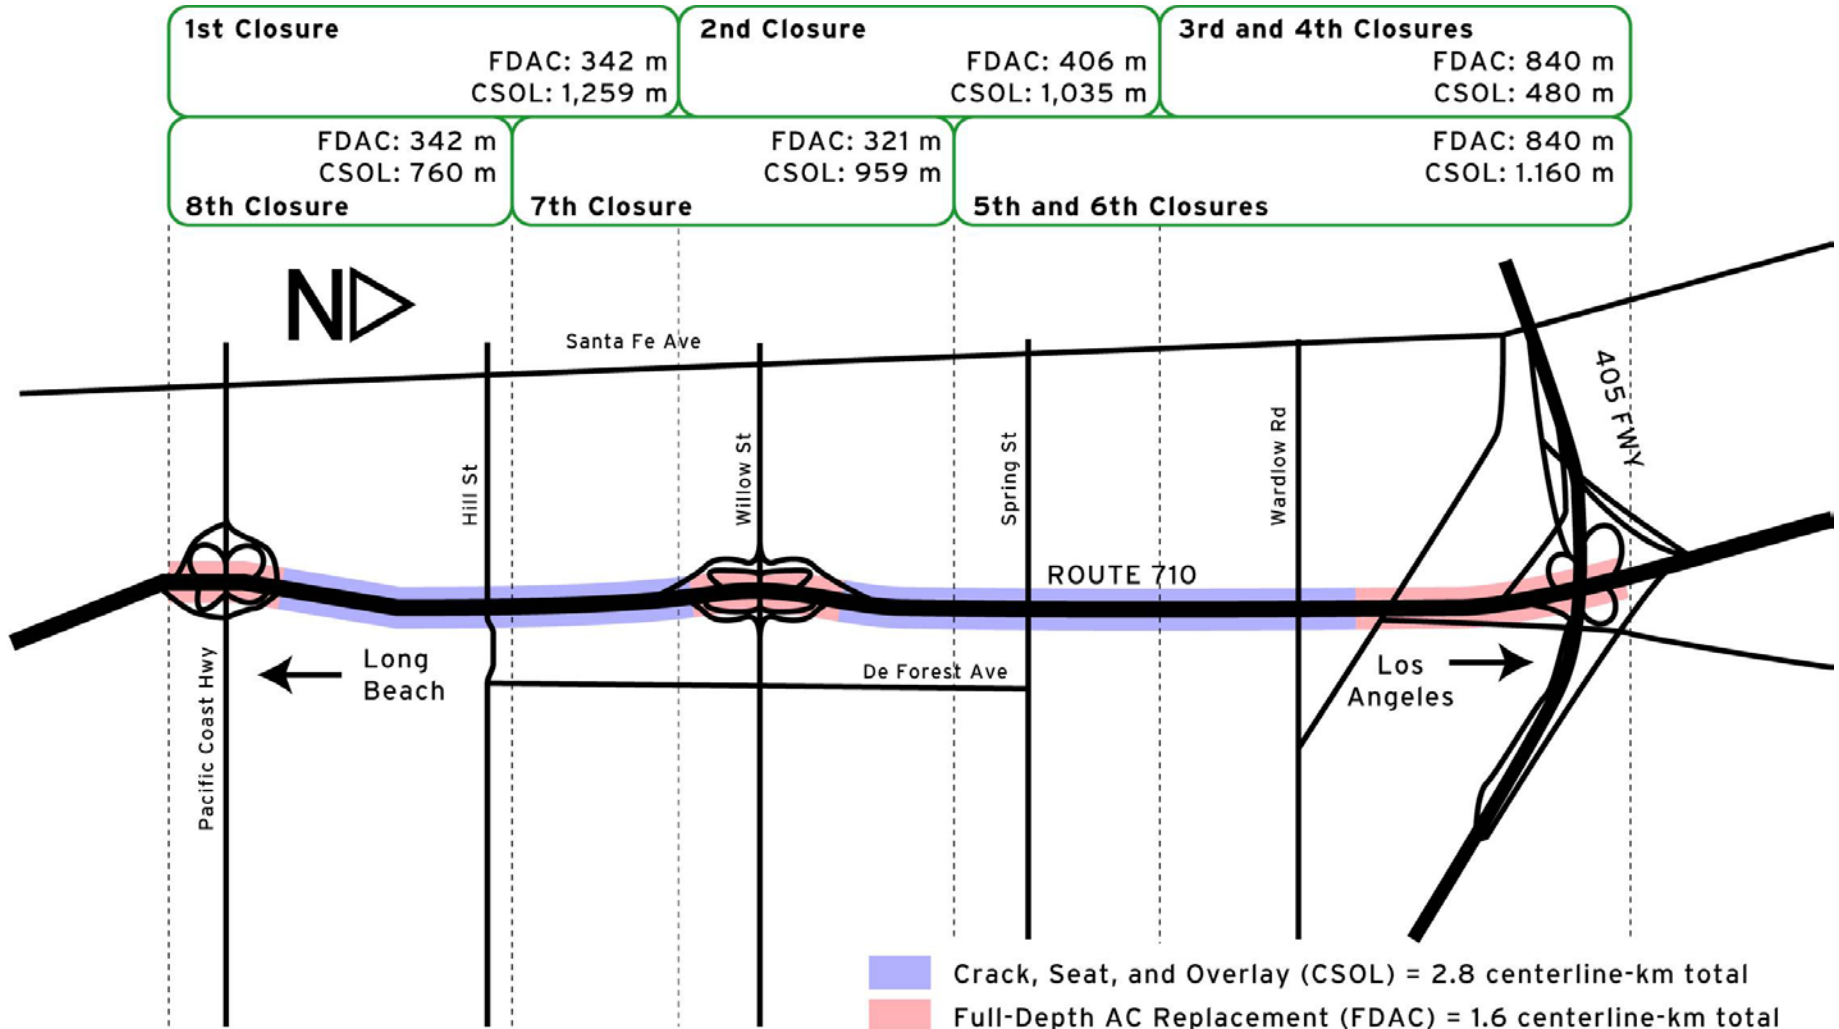 1st Closure
FDAC: 342 m
CSOL: 1,259 m
2nd Closure
FDAC: 406 m
CSOL: 1,035 m
3rd and 4th Closures
FDAC: 840 m
CSOL: 480 m
FDAC: 342 m
CSOL: 760 m
8th Closure
FDAC: 321 m
CSOL: 959 m
7th Closure
FDAC: 840 m
CSOL: 1.160 m
5th and 6th Closures
N
Santa Fe Ave
405 FWY
Hill St
Willow St
Spring St
Wardlow Rd
ROUTE 710
Pacific Coast Hwy
Long
Beach
De Forest Ave
Los
Angeles
Crack, Seat, and Overlay (CSOL) = 2.8 centerline-km total
Full-Depth AC Replacement (FDAC) = 1.6 centerline-km total